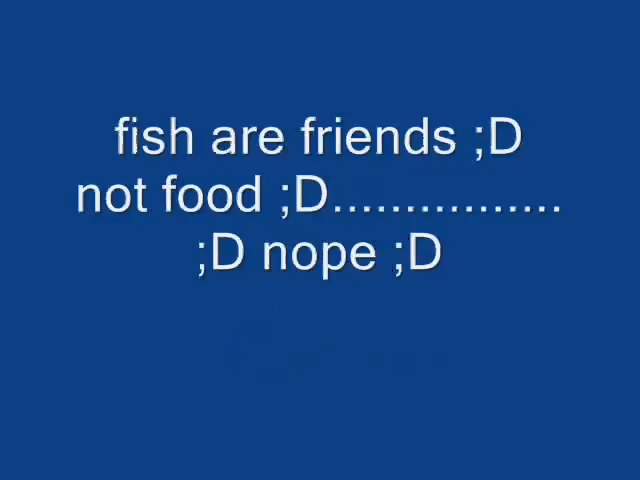 fish are friends ;D
not food ;D................
;D nope ;D